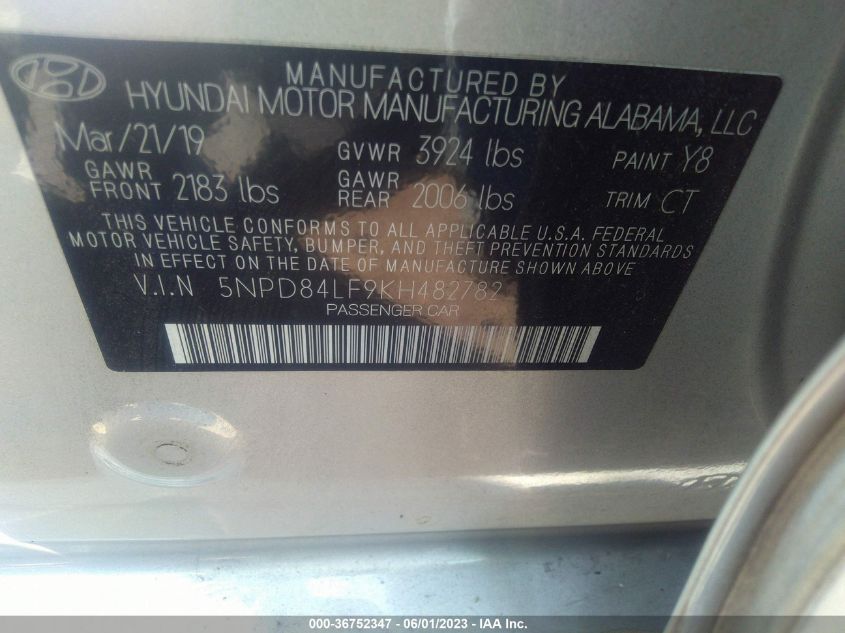 MANUFACTURED BY
HYUNDAI MOTOR MANUFACTURING ALABAMA, LLC
Mar/21/19 GVWR 3924 lbs PAINT Y8
GAWR FRONT 2183 lbs GAWR REAR 2006 lbs TRIM CT
THIS VEHICLE CONFORMS TO ALL APPLICABLE U.S.A. FEDERAL
MOTOR VEHICLE SAFETY, BUMPER, AND THEFT PREVENTION STANDARDS
IN EFFECT ON THE DATE OF MANUFACTURE SHOWN ABOVE.
V.I.N 5NPD84LF9KH482782
PASSENGER CAR
000-36752347 - 06/01/2023 - IAA Inc.